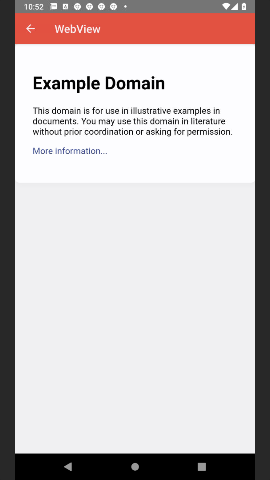 10:52
WebView
Example Domain
This domain is for use in illustrative examples in
documents. You may use this domain in literature
without prior coordination or asking for permission.
More information...